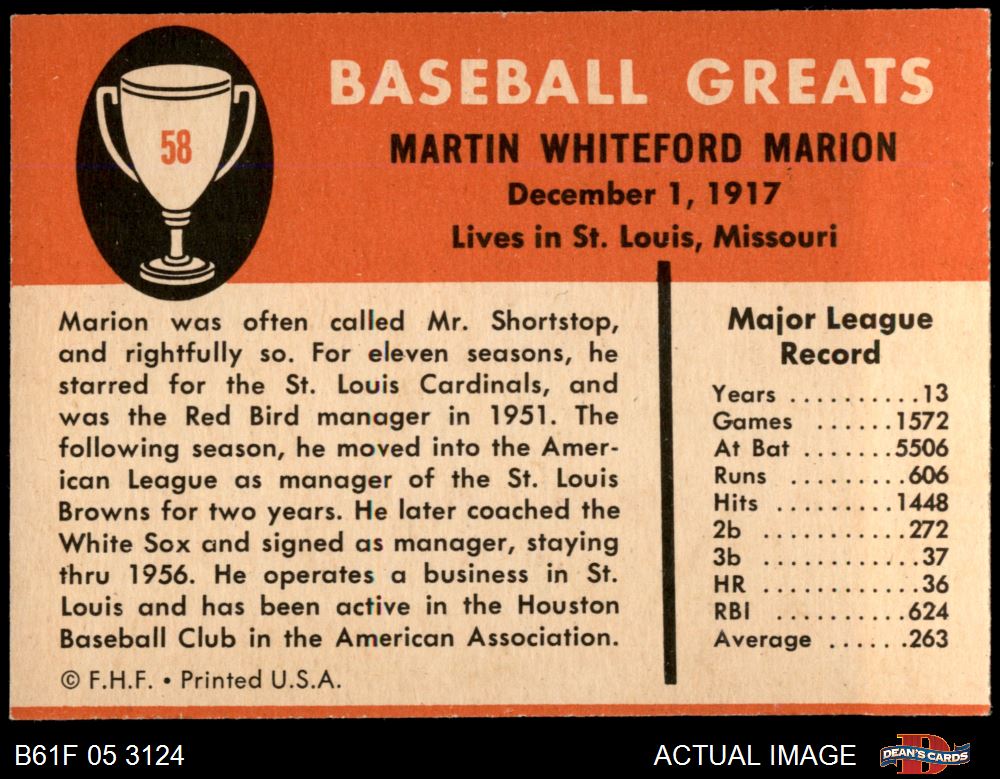 58
BASEBALL GREATS
MARTIN WHITEFORD MARION
December 1, 1917
Lives in St. Louis, Missouri
Marion was often called Mr. Shortstop,
and rightfully so. For eleven seasons, he
starred for the St. Louis Cardinals, and
was the Red Bird manager in 1951. The
following season, he moved into the Amer-
ican League as manager of the St. Louis
Browns for two years. He later coached the
White Sox and signed as manager, staying
thru 1956. He operates a business in St.
Louis and has been active in the Houston
Baseball Club in the American Association.
© F.H.F. • Printed U.S.A.
Major League
Record
Years ..........13
Games ......1572
At Bat .......5506
Runs .........606
Hits .........1448
2b ...........272
3b ............37
HR ............36
RBI ..........624
Average ......263
B61F 05 3124
ACTUAL IMAGE
D
DEAN'S CARDS